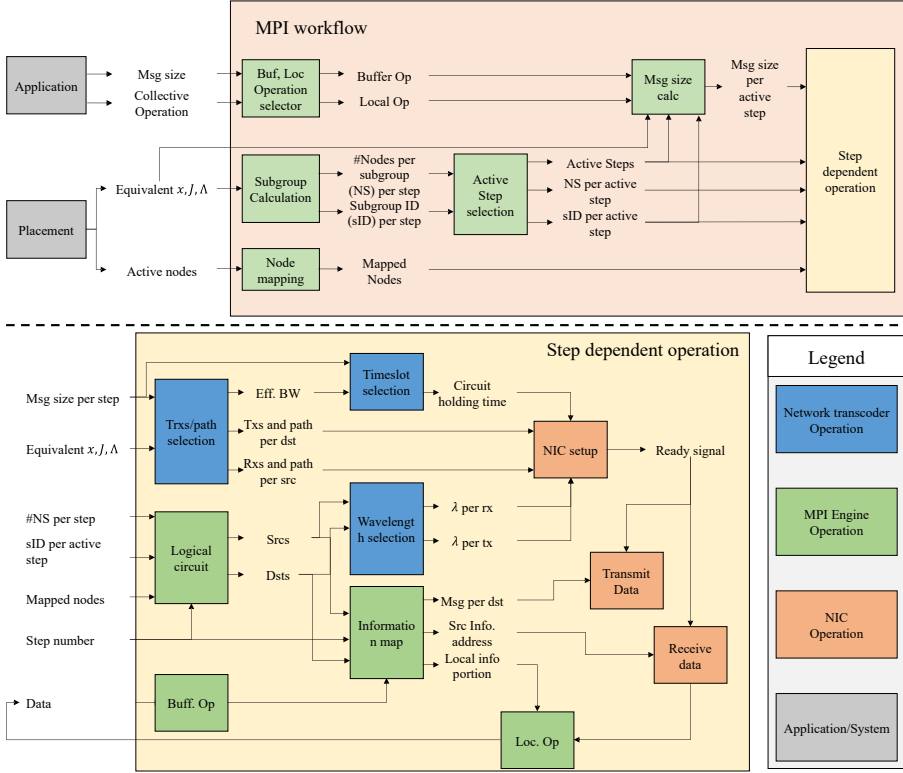 MPI workflow
Application
Msg size
Collective
Operation
Buf, Loc
Operation
selector
Buffer Op
Local Op
Msg size
calc
Msg size
per
active
step
Step
dependent
operation
Placement
Equivalent x, J, Λ
Subgroup
Calculation
#Nodes per
subgroup
(NS) per step
Subgroup ID
(sID) per step
Active
Step
selection
Active Steps
NS per active
step
sID per active
step
Active nodes
Node
mapping
Mapped
Nodes
Step dependent operation
Msg size per step
Equivalent x, J, Λ
#NS per step
sID per active
step
Mapped nodes
Step number
Data
Trxs/path
selection
Eff. BW
Txs and path
per dst
Rxs and path
per src
Timeslot
selection
Circuit
holding time
NIC setup
Ready signal
Logical
circuit
Srcs
Dsts
Wavelengt
h selection
λ per rx
λ per tx
Informatio
n map
Msg per dst
Src Info.
address
Local info
portion
Transmit
Data
Receive
data
Buff. Op
Loc. Op
Legend
Network transcoder
Operation
MPI Engine
Operation
NIC
Operation
Application/System